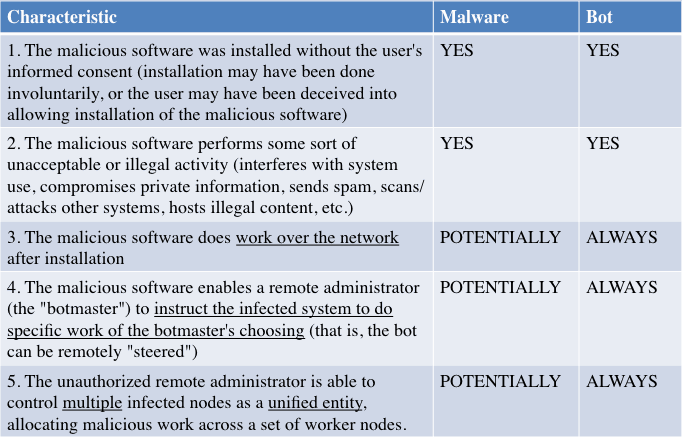 Characteristic Malware Bot
1. The malicious software was installed without the user's YES YES
informed consent (installation may have been done
involuntarily, or the user may have been deceived into
allowing installation of the malicious software)
2. The malicious software performs some sort of YES YES
unacceptable or illegal activity (interferes with system
use, compromises private information, sends spam, scans/
attacks other systems, hosts illegal content, etc.)
3. The malicious software does work over the network POTENTIALLY ALWAYS
after installation
4. The malicious software enables a remote administrator POTENTIALLY ALWAYS
(the "botmaster") to instruct the infected system to do
specific work of the botmaster's choosing (that is, the bot
can be remotely "steered")
5. The unauthorized remote administrator is able to POTENTIALLY ALWAYS
control multiple infected nodes as a unified entity,
allocating malicious work across a set of worker nodes.